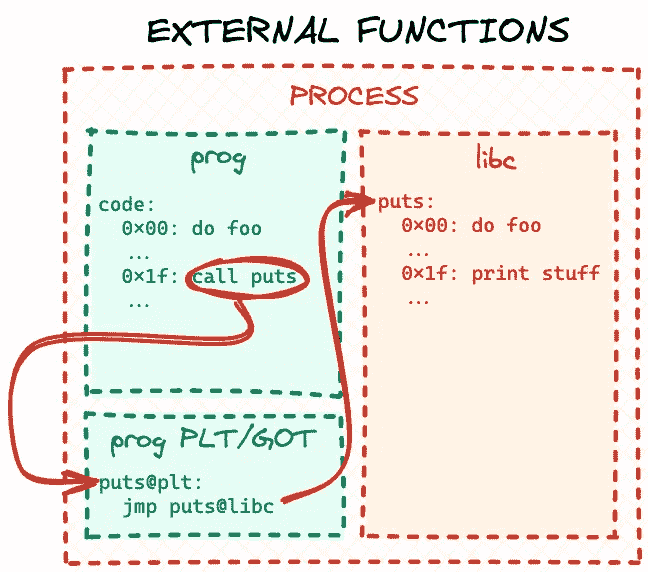 EXTERNAL FUNCTIONS
PROCESS
prog
code:
0x00: do foo
...
0x1f: call puts
...
prog PLT/GOT
puts@plt:
jmp puts@libc
libc
puts:
0x00: do foo
...
0x1f: print stuff
...